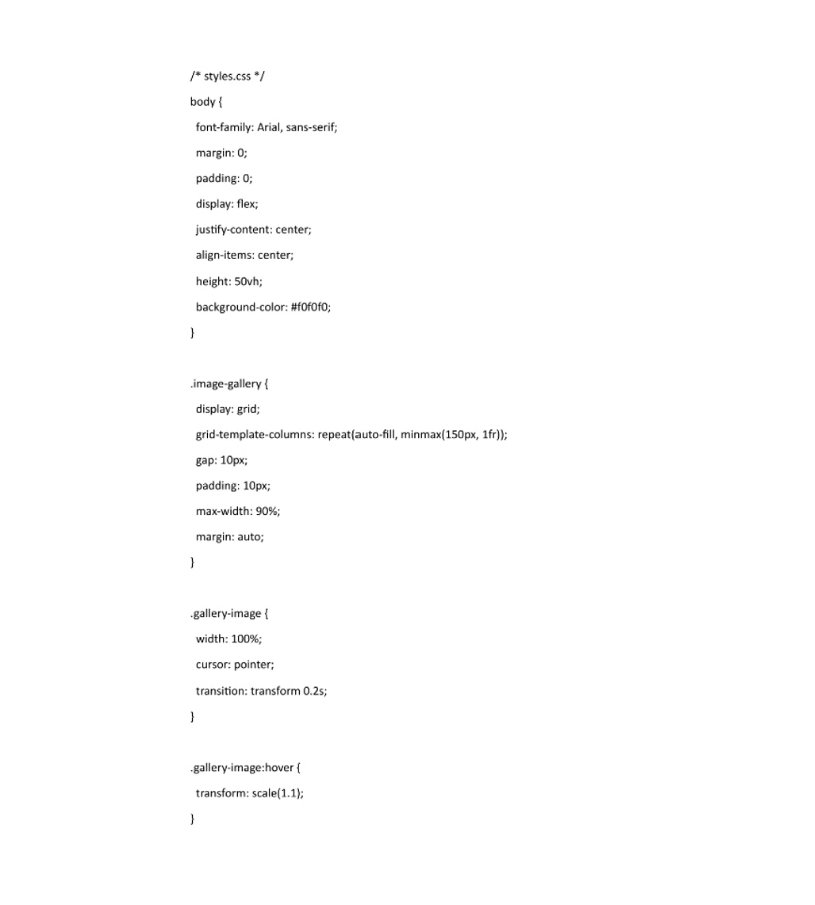 /* styles.css */
body {
  font-family: Arial, sans-serif;
  margin: 0;
  padding: 0;
  display: flex;
  justify-content: center;
  align-items: center;
  height: 50vh;
  background-color: #f0f0f0;
}

.image-gallery {
  display: grid;
  grid-template-columns: repeat(auto-fill, minmax(150px, 1fr));
  gap: 10px;
  padding: 10px;
  max-width: 90%;
  margin: auto;
}

.gallery-image {
  width: 100%;
  cursor: pointer;
  transition: transform 0.2s;
}

.gallery-image:hover {
  transform: scale(1.1);
}